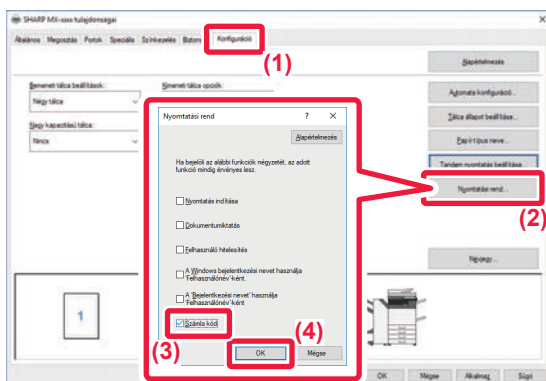 SHARP MX-xxxx tulajdonságai
Általános Megosztás Portok Speciális Színkezelés Bizton Konfiguráció
(1)
Alapértelmezés
Bemeneti tálca beállítások:
Kimeneti tálca opciók:
Négy tálca
Automata konfiguráció...
Nagy kapacitású tálca:
Tálca állapot beállítása...
Nincs
Papírtípus neve...
Tandem nyomtatás beállítása...
Nyomtatási rend...
(2)
Nyomtatási rend
? ×
Alapértelmezés
Ha bejelöli az alábbi funkciók négyzetét, az adott
funkció mindig érvényes lesz.
Nyomtatás indítása
Dokumentumiktatás
Felhasználó hitelesítés
A Windows bejelentkezési nevet használja
'Felhasználónév'-ként.
A 'Bejelentkezési nevet' használja
'Felhasználónév'-ként
Számla kód
(3)
(4)
OK Mégse
Névjegy...
1
OK Mégse Alkalmaz Súgó